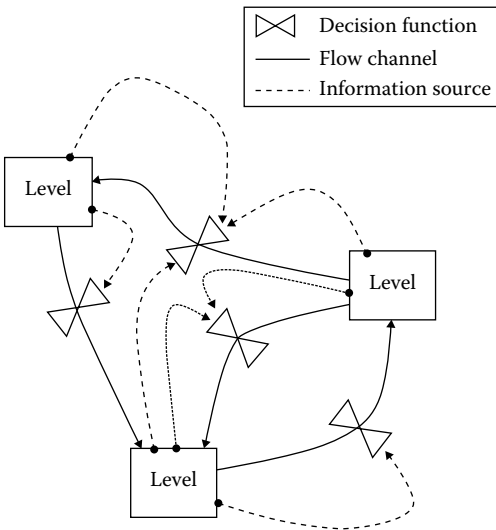 Decision function
Flow channel
Information source
Level
Level
Level